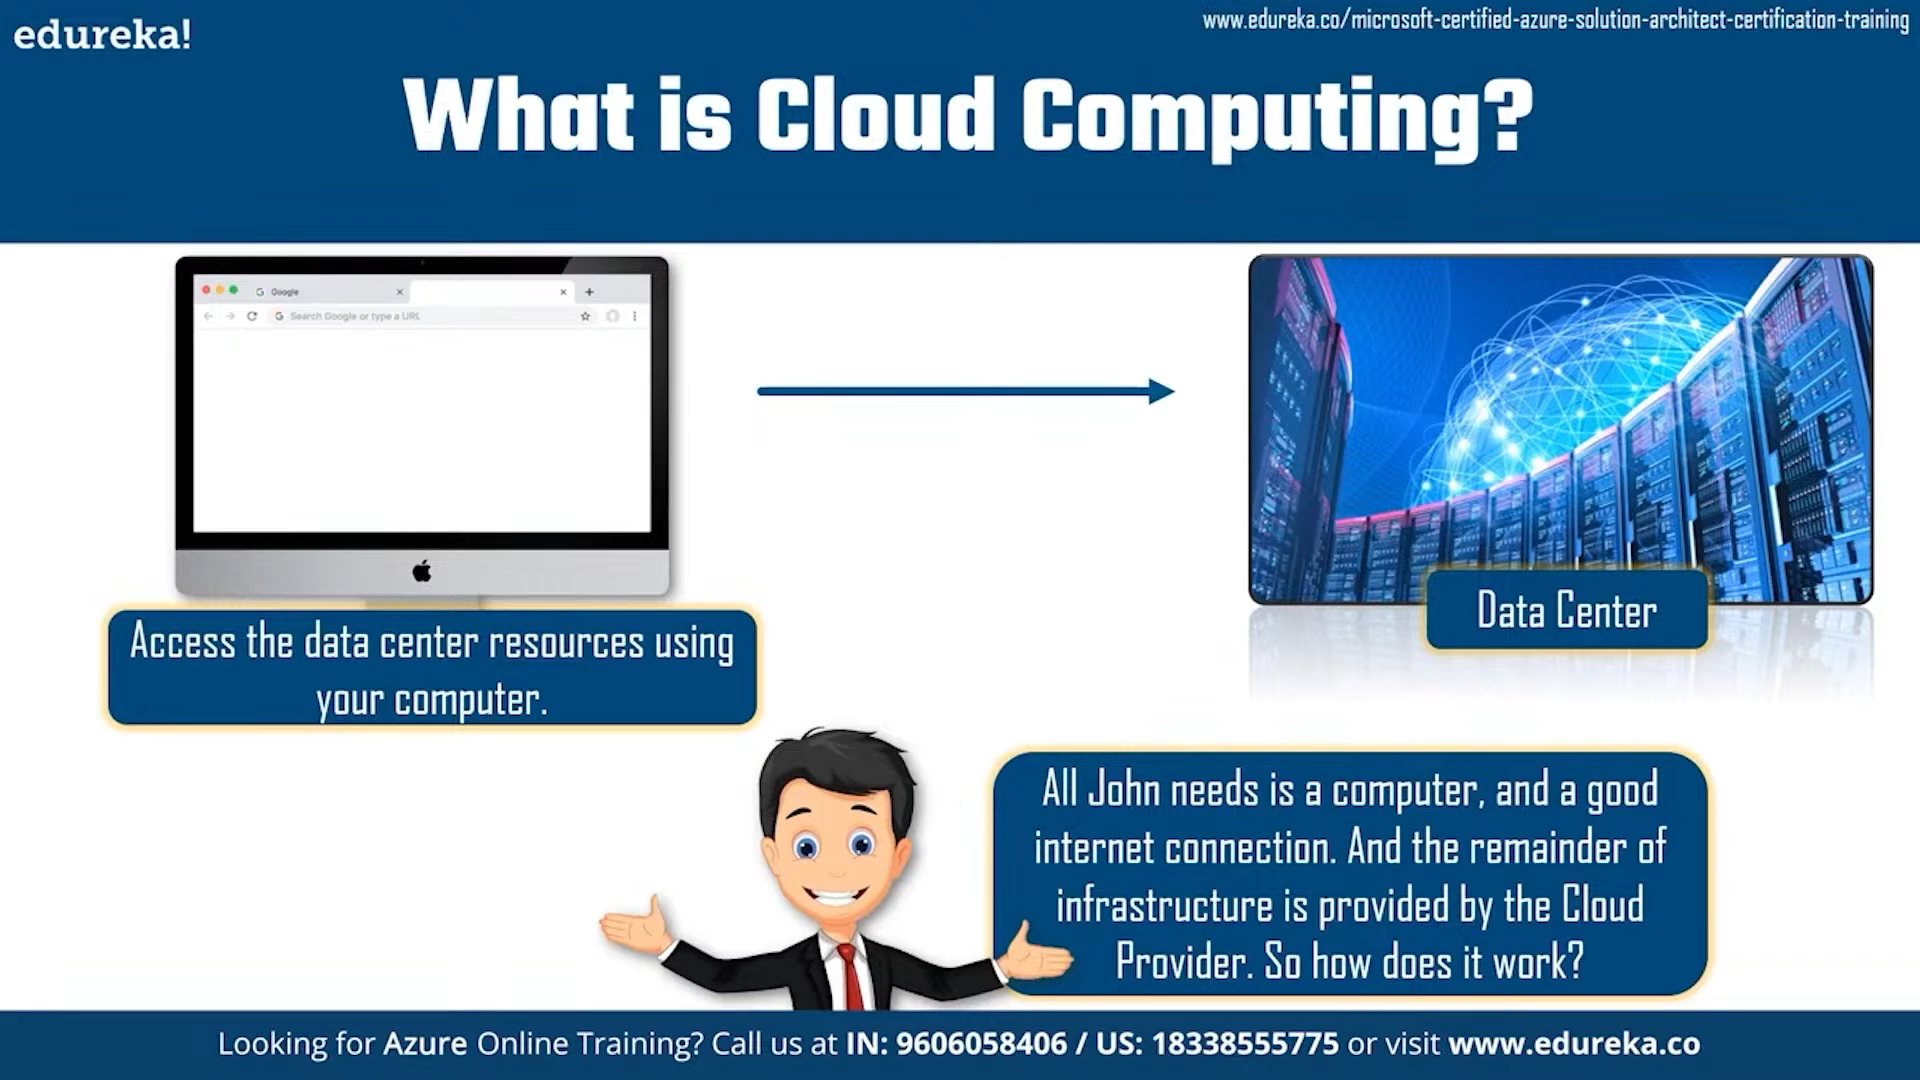 www.edureka.co/microsoft-certified-azure-solution-architect-certification-training
edureka!
What is Cloud Computing?
Google
Search Google or type a URL
Access the data center resources using
your computer.
Data Center
All John needs is a computer, and a good
internet connection. And the remainder of
infrastructure is provided by the Cloud
Provider. So how does it work?
Looking for Azure Online Training? Call us at IN: 9606058406 / US: 18338555775 or visit www.edureka.co